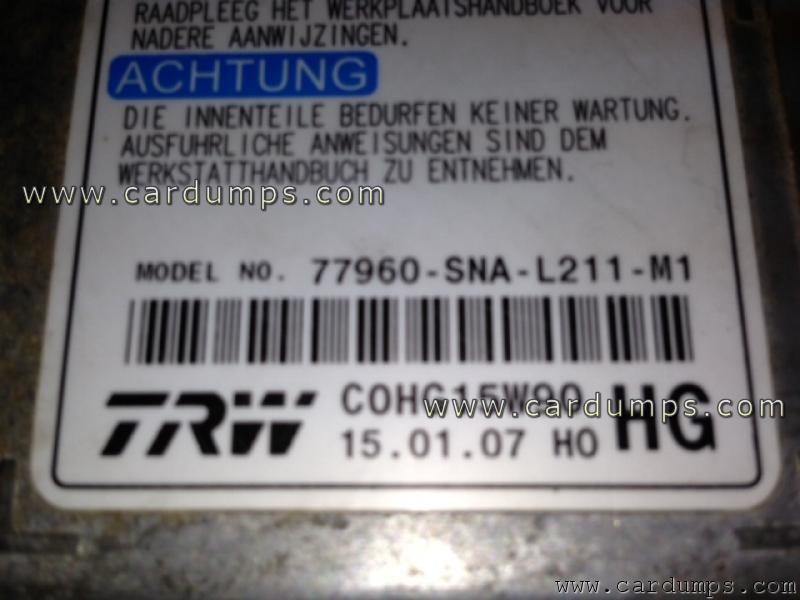 RAADPLEEG HET WERKPLAATSHANDBOEK VOOR
NADERE AANWIJZINGEN.
ACHTUNG
DIE INNENTEILE BEDURFEN KEINER WARTUNG.
AUSFUHRLICHE ANWEISUNGEN SIND DEM
WERKSTATTHANDBUCH ZU ENTNEHMEN.
www.cardumps.com
MODEL NO. 77960-SNA-L211-M1
TRW
COHG15W90
www.cardumps.com
15.01.07 HO
HG
www.cardumps.com